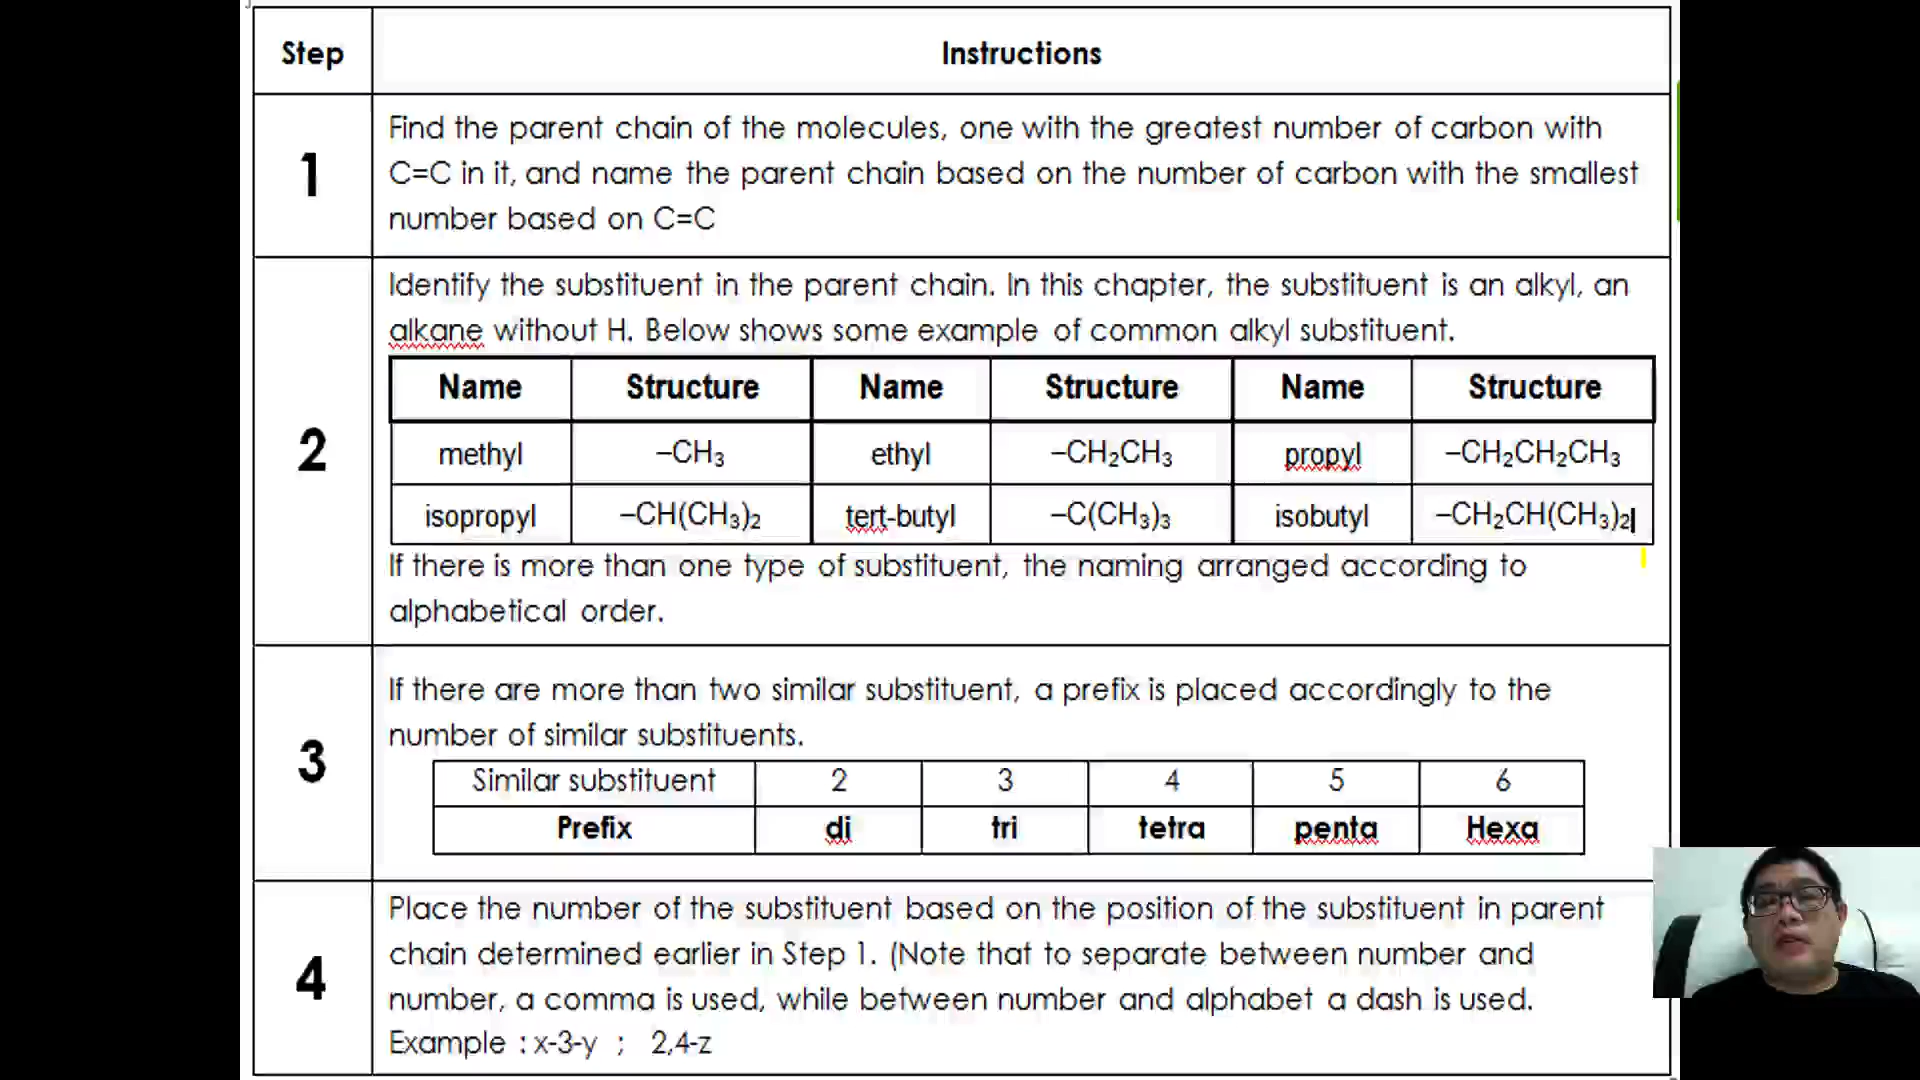 Step Instructions
1
Find the parent chain of the molecules, one with the greatest number of carbon with
C=C in it, and name the parent chain based on the number of carbon with the smallest
number based on C=C
2
Identify the substituent in the parent chain. In this chapter, the substituent is an alkyl, an
alkane without H. Below shows some example of common alkyl substituent.
Name Structure Name Structure Name Structure
methyl –CH₃ ethyl –CH₂CH₃ propyl –CH₂CH₂CH₃
isopropyl –CH(CH₃)₂ tert-butyl –C(CH₃)₃ isobutyl –CH₂CH(CH₃)₂
If there is more than one type of substituent, the naming arranged according to
alphabetical order.
3
If there are more than two similar substituent, a prefix is placed accordingly to the
number of similar substituents.
Similar substituent 2 3 4 5 6
Prefix di tri tetra penta Hexa
4
Place the number of the substituent based on the position of the substituent in parent
chain determined earlier in Step 1. (Note that to separate between number and
number, a comma is used, while between number and alphabet a dash is used.
Example : x-3-y ; 2,4-z